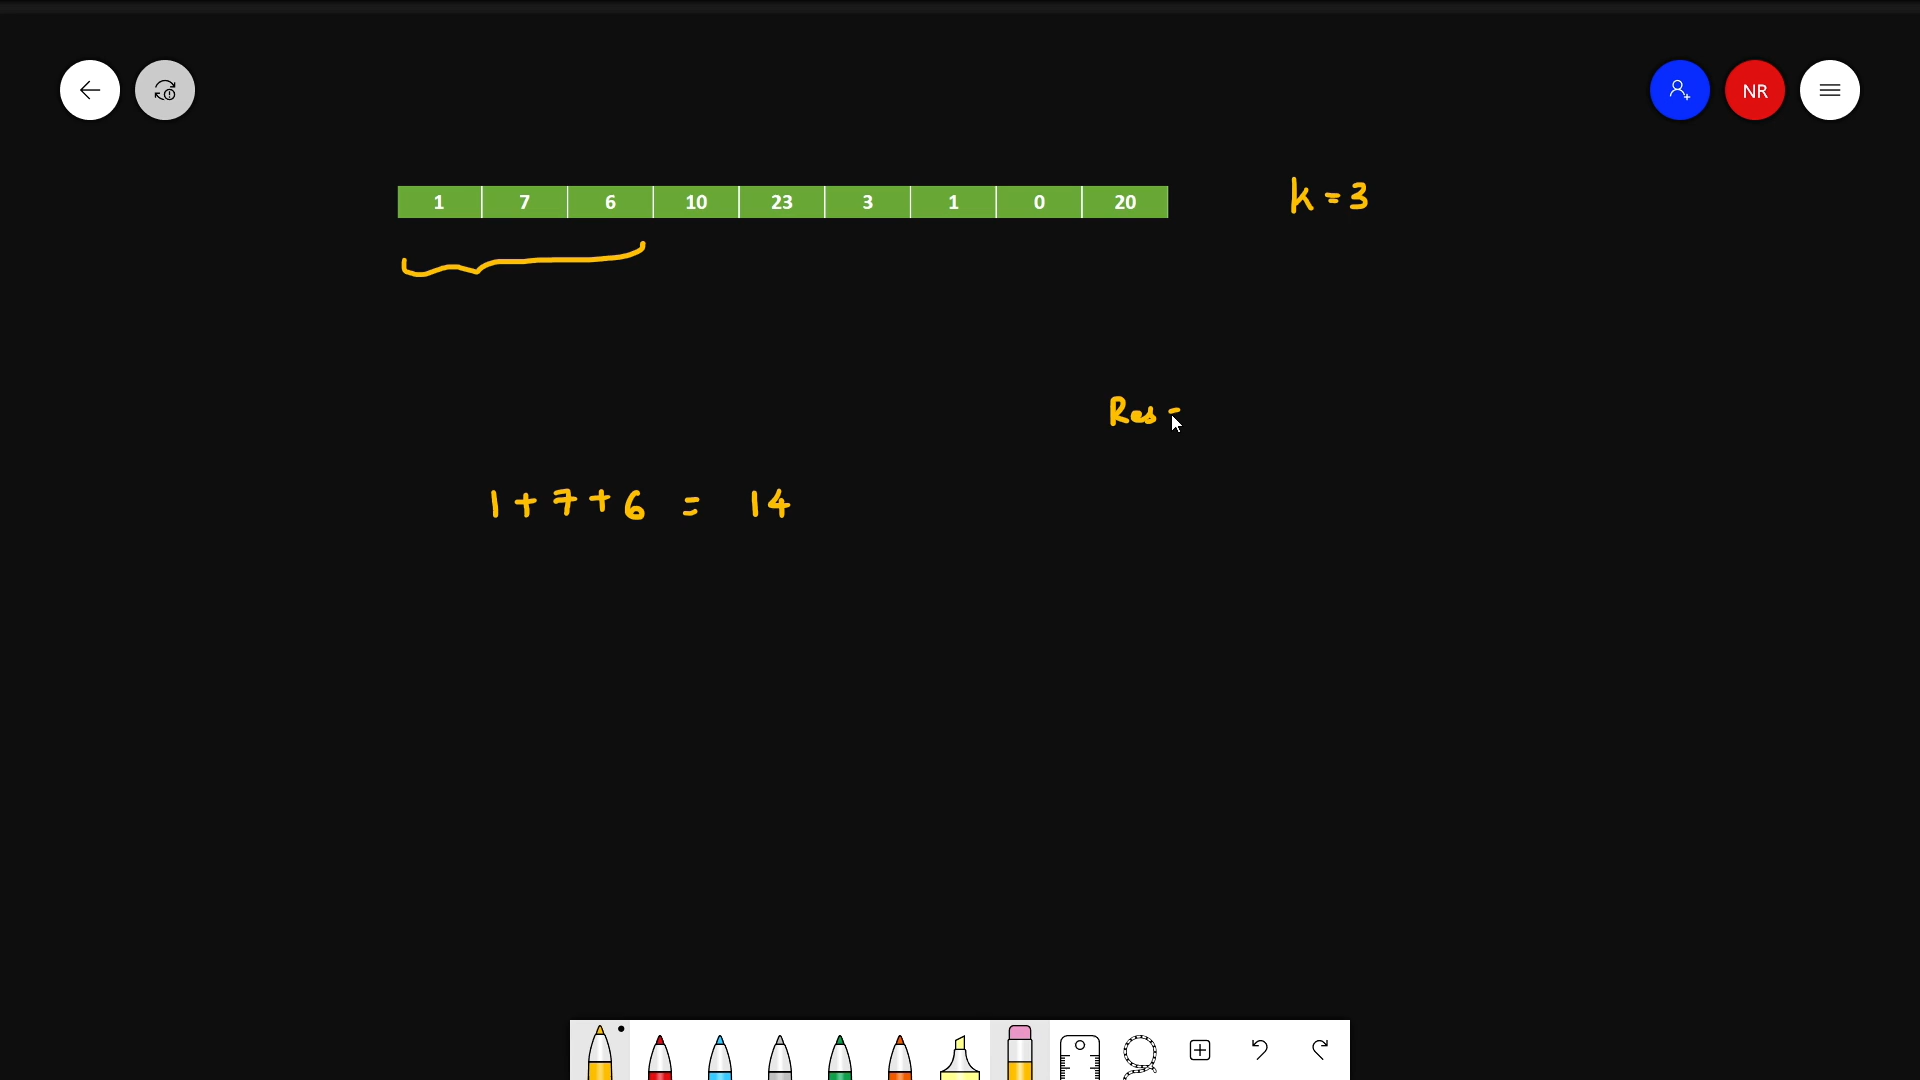 NR
1 7 6 10 23 3 1 0 20
k = 3
Res -
1 + 7 + 6 = 14